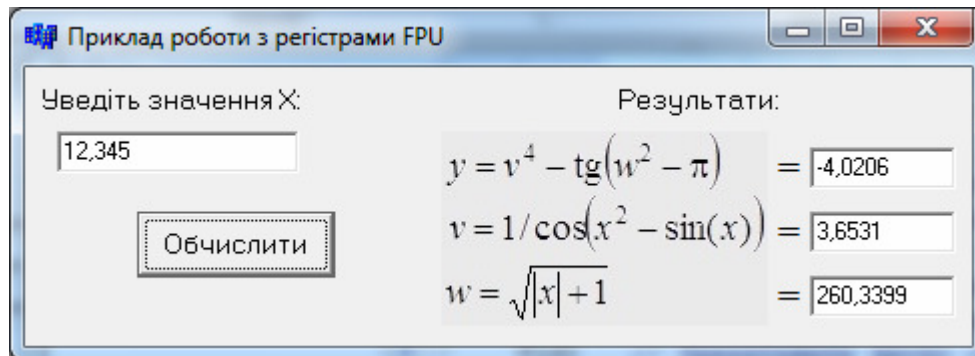 Приклад роботи з регістрами FPU
Уведіть значення X:
12,345
Обчислити
Результати:
y = v⁴ − tg(w² − π) = -4,0206
v = 1/cos(x² − sin(x)) = 3,6531
w = √|x| + 1 = 260,3399